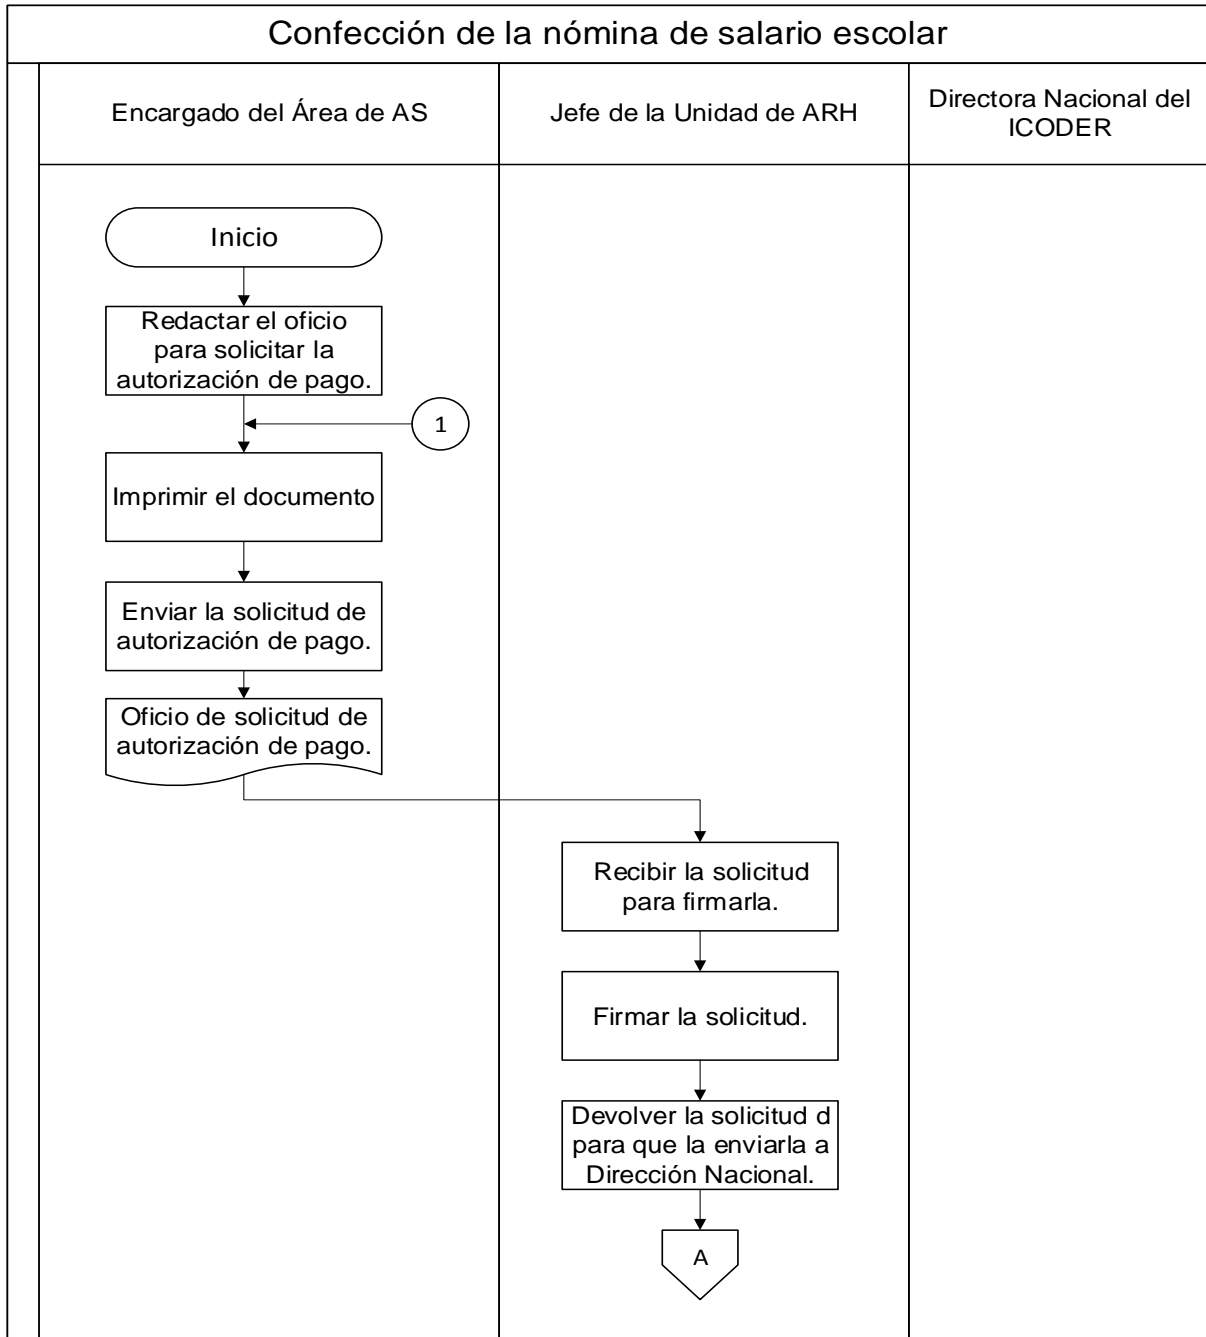 Confección de la nómina de salario escolar
Encargado del Área de AS
Jefe de la Unidad de ARH
Directora Nacional del
ICODER
Inicio
Redactar el oficio
para solicitar la
autorización de pago.
1
Imprimir el documento
Enviar la solicitud de
autorización de pago.
Oficio de solicitud de
autorización de pago.
Recibir la solicitud
para firmarla.
Firmar la solicitud.
Devolver la solicitud d
para que la enviarla a
Dirección Nacional.
A